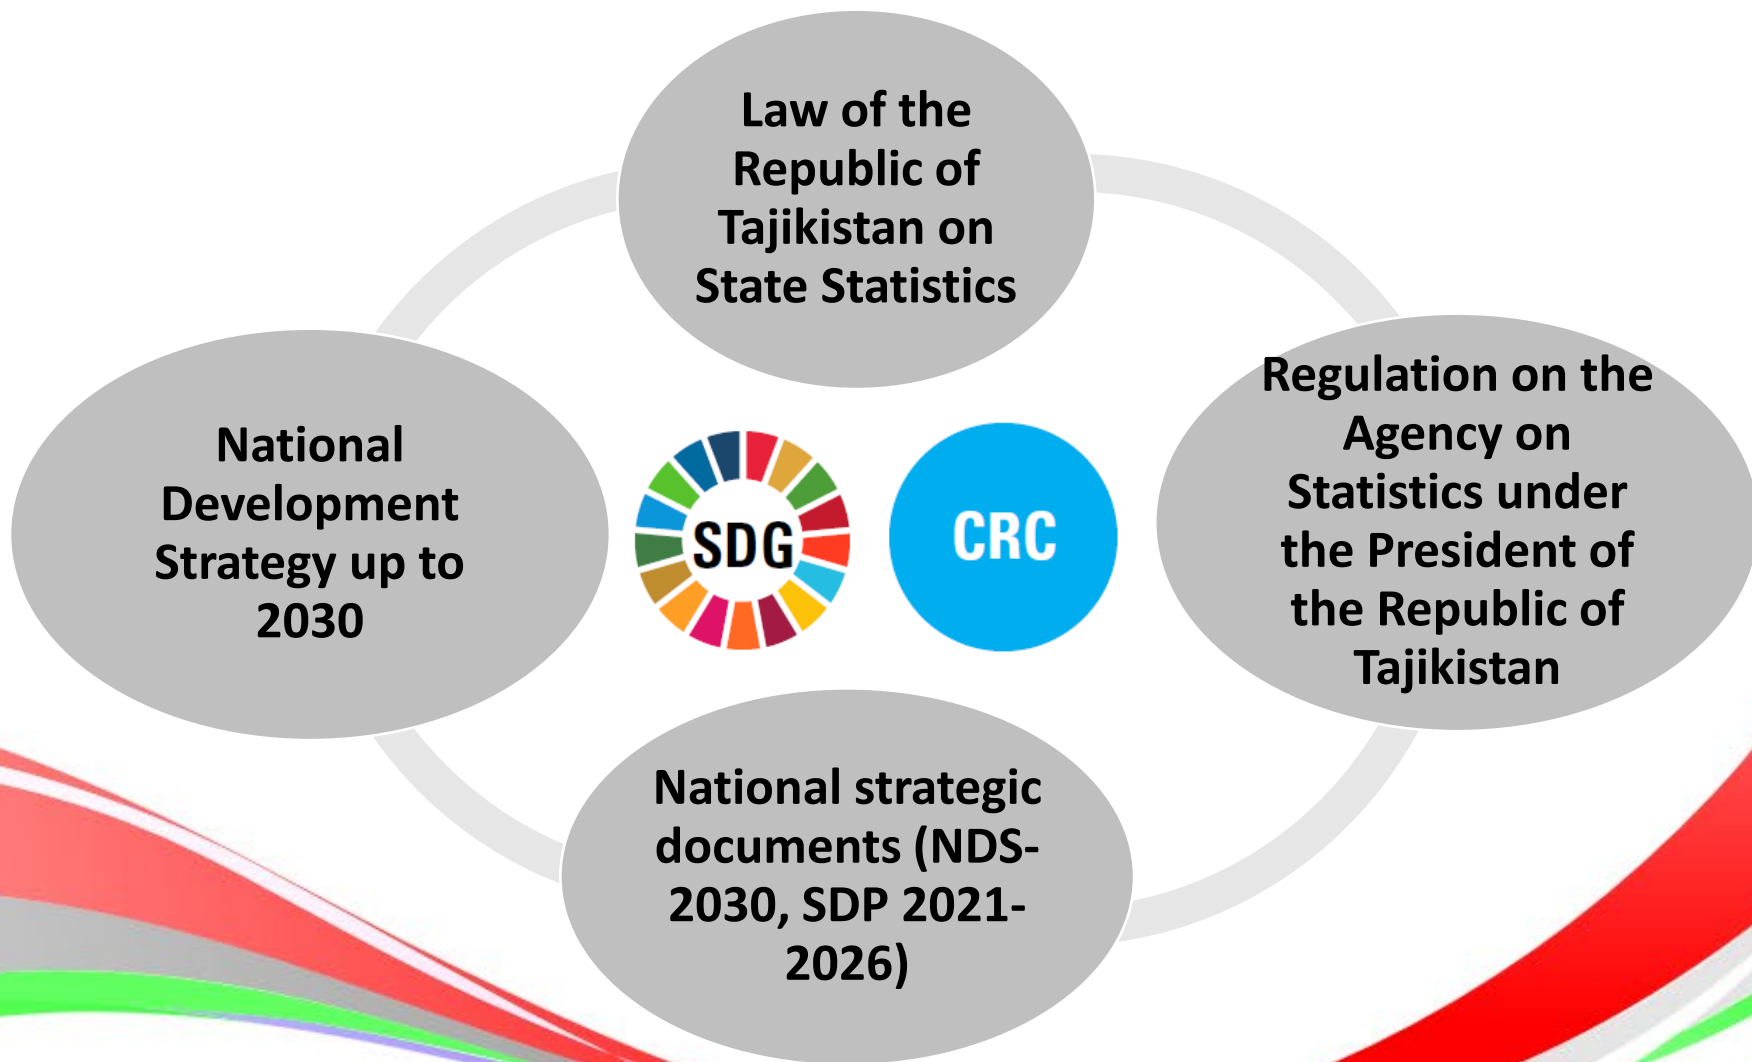 Law of the
Republic of
Tajikistan on
State Statistics
National
Development
Strategy up to
2030
SDG
CRC
Regulation on the
Agency on
Statistics under
the President of
the Republic of
Tajikistan
National strategic
documents (NDS-
2030, SDP 2021-
2026)